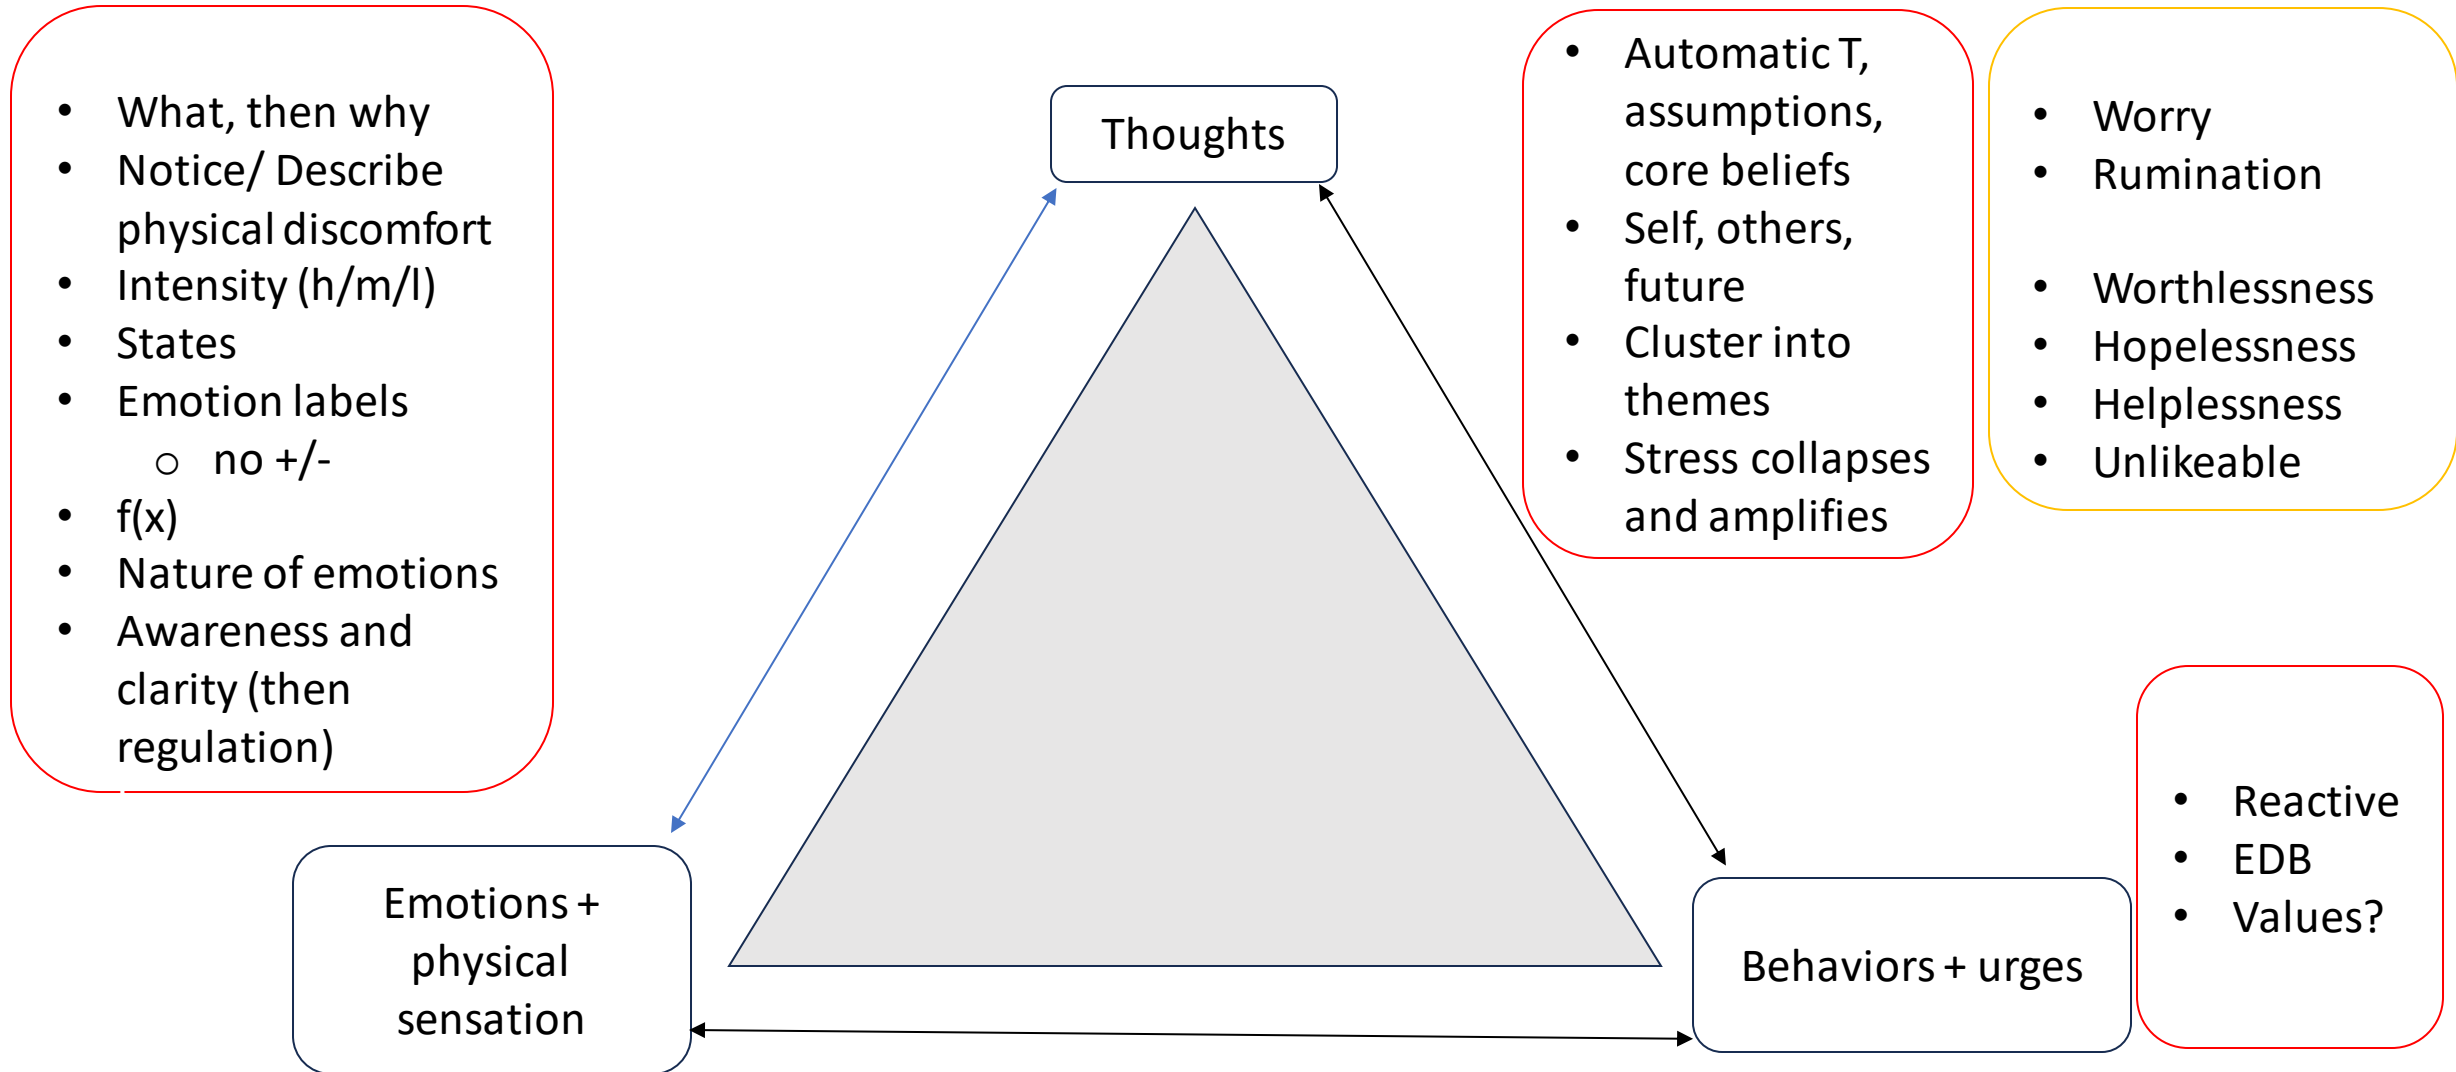 • What, then why
• Notice/ Describe
physical discomfort
• Intensity (h/m/l)
• States
• Emotion labels
o no +/-
• f(x)
• Nature of emotions
• Awareness and
clarity (then
regulation)
Thoughts
• Automatic T,
assumptions,
core beliefs
• Self, others,
future
• Cluster into
themes
• Stress collapses
and amplifies
• Worry
• Rumination
• Worthlessness
• Hopelessness
• Helplessness
• Unlikeable
Emotions +
physical
sensation
Behaviors + urges
• Reactive
• EDB
• Values?